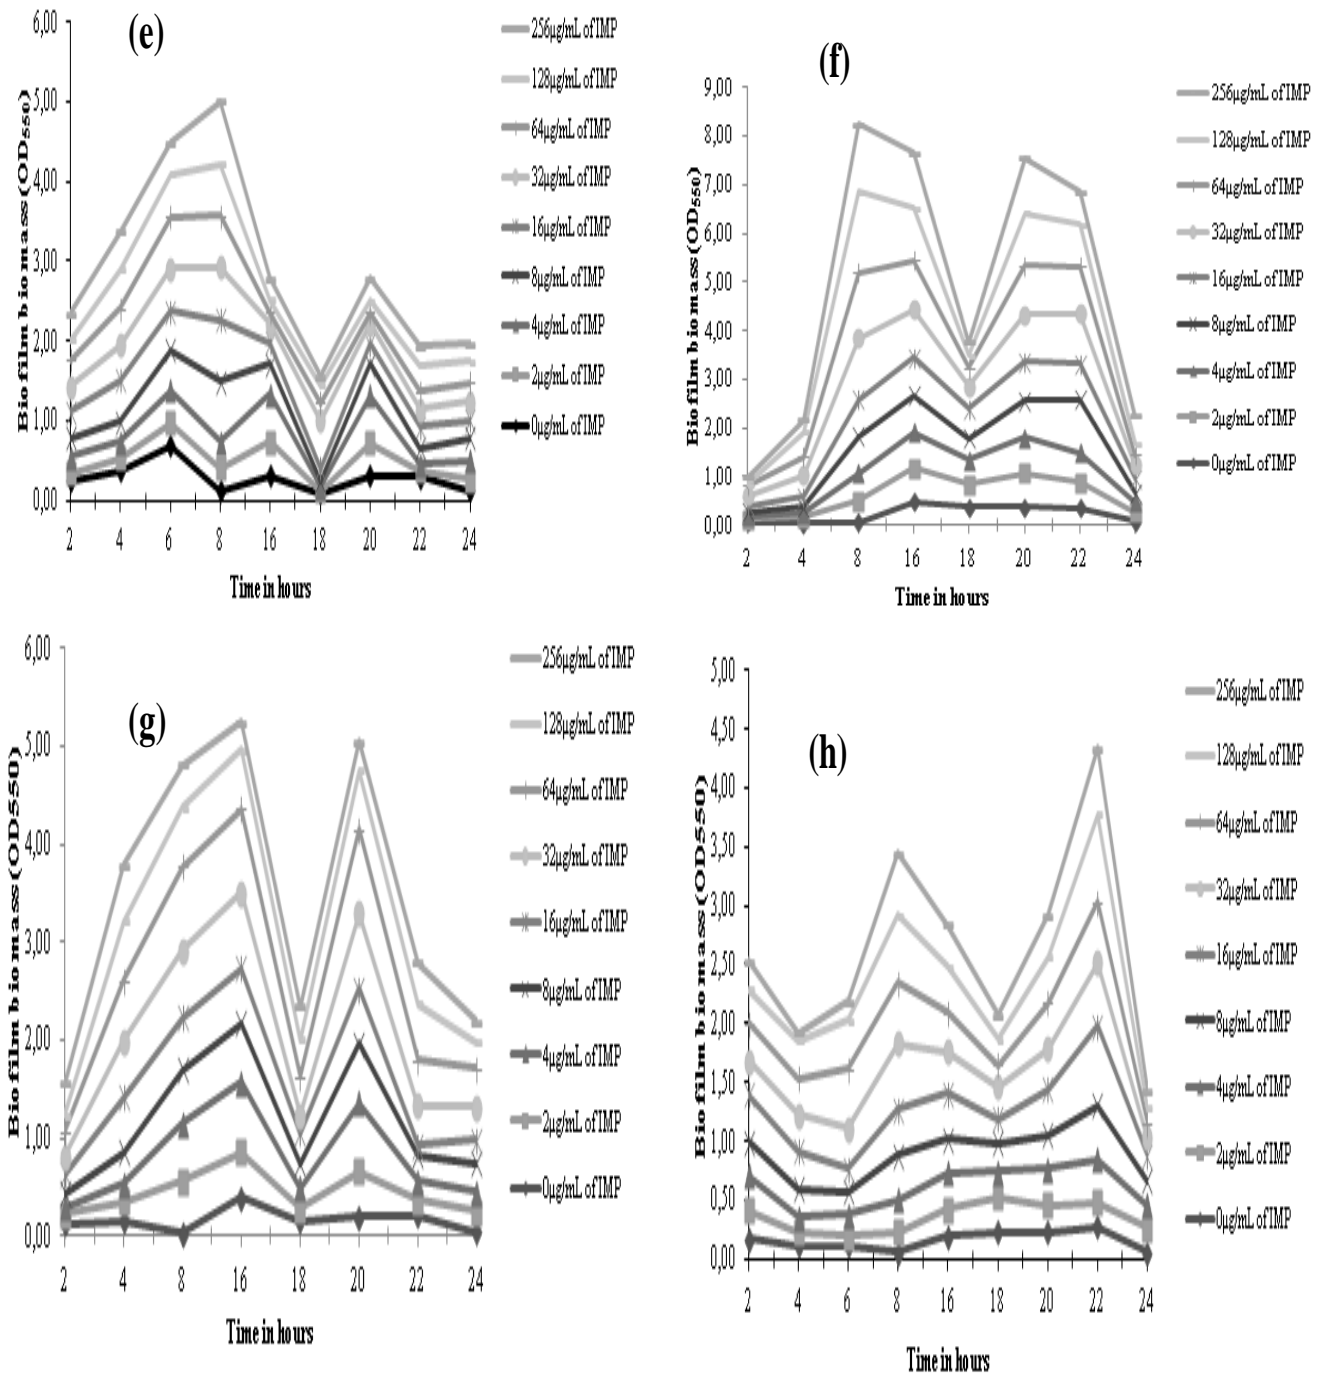 (e)
Biofilm biomass (OD550)
6,00
5,00
4,00
3,00
2,00
1,00
0,00
2 4 6 8 16 18 20 22 24
Time in hours
256µg/mL of IMP
128µg/mL of IMP
64µg/mL of IMP
32µg/mL of IMP
16µg/mL of IMP
8µg/mL of IMP
4µg/mL of IMP
2µg/mL of IMP
0µg/mL of IMP
(f)
Biofilm biomass (OD550)
9,00
8,00
7,00
6,00
5,00
4,00
3,00
2,00
1,00
0,00
2 4 8 16 18 20 22 24
Time in hours
256µg/mL of IMP
128µg/mL of IMP
64µg/mL of IMP
32µg/mL of IMP
16µg/mL of IMP
8µg/mL of IMP
4µg/mL of IMP
2µg/mL of IMP
0µg/mL of IMP
(g)
Biofilm biomass (OD550)
6,00
5,00
4,00
3,00
2,00
1,00
0,00
2 4 8 16 18 20 22 24
Time in hours
256µg/mL of IMP
128µg/mL of IMP
64µg/mL of IMP
32µg/mL of IMP
16µg/mL of IMP
8µg/mL of IMP
4µg/mL of IMP
2µg/mL of IMP
0µg/mL of IMP
(h)
Biofilm biomass (OD550)
5,00
4,50
4,00
3,50
3,00
2,50
2,00
1,50
1,00
0,50
0,00
2 4 6 8 16 18 20 22 24
Time in hours
256µg/mL of IMP
128µg/mL of IMP
64µg/mL of IMP
32µg/mL of IMP
16µg/mL of IMP
8µg/mL of IMP
4µg/mL of IMP
2µg/mL of IMP
0µg/mL of IMP